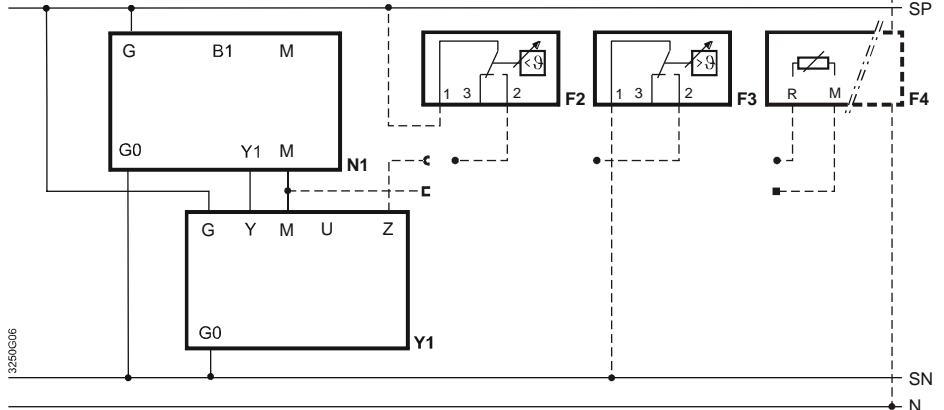 SP
G B1 M
G0 Y1 M
N1
1 3 2
< ϑ
F2
1 3 2
> ϑ
F3
R M
F4
G Y M U Z
G0
Y1
3250G06
SN
N